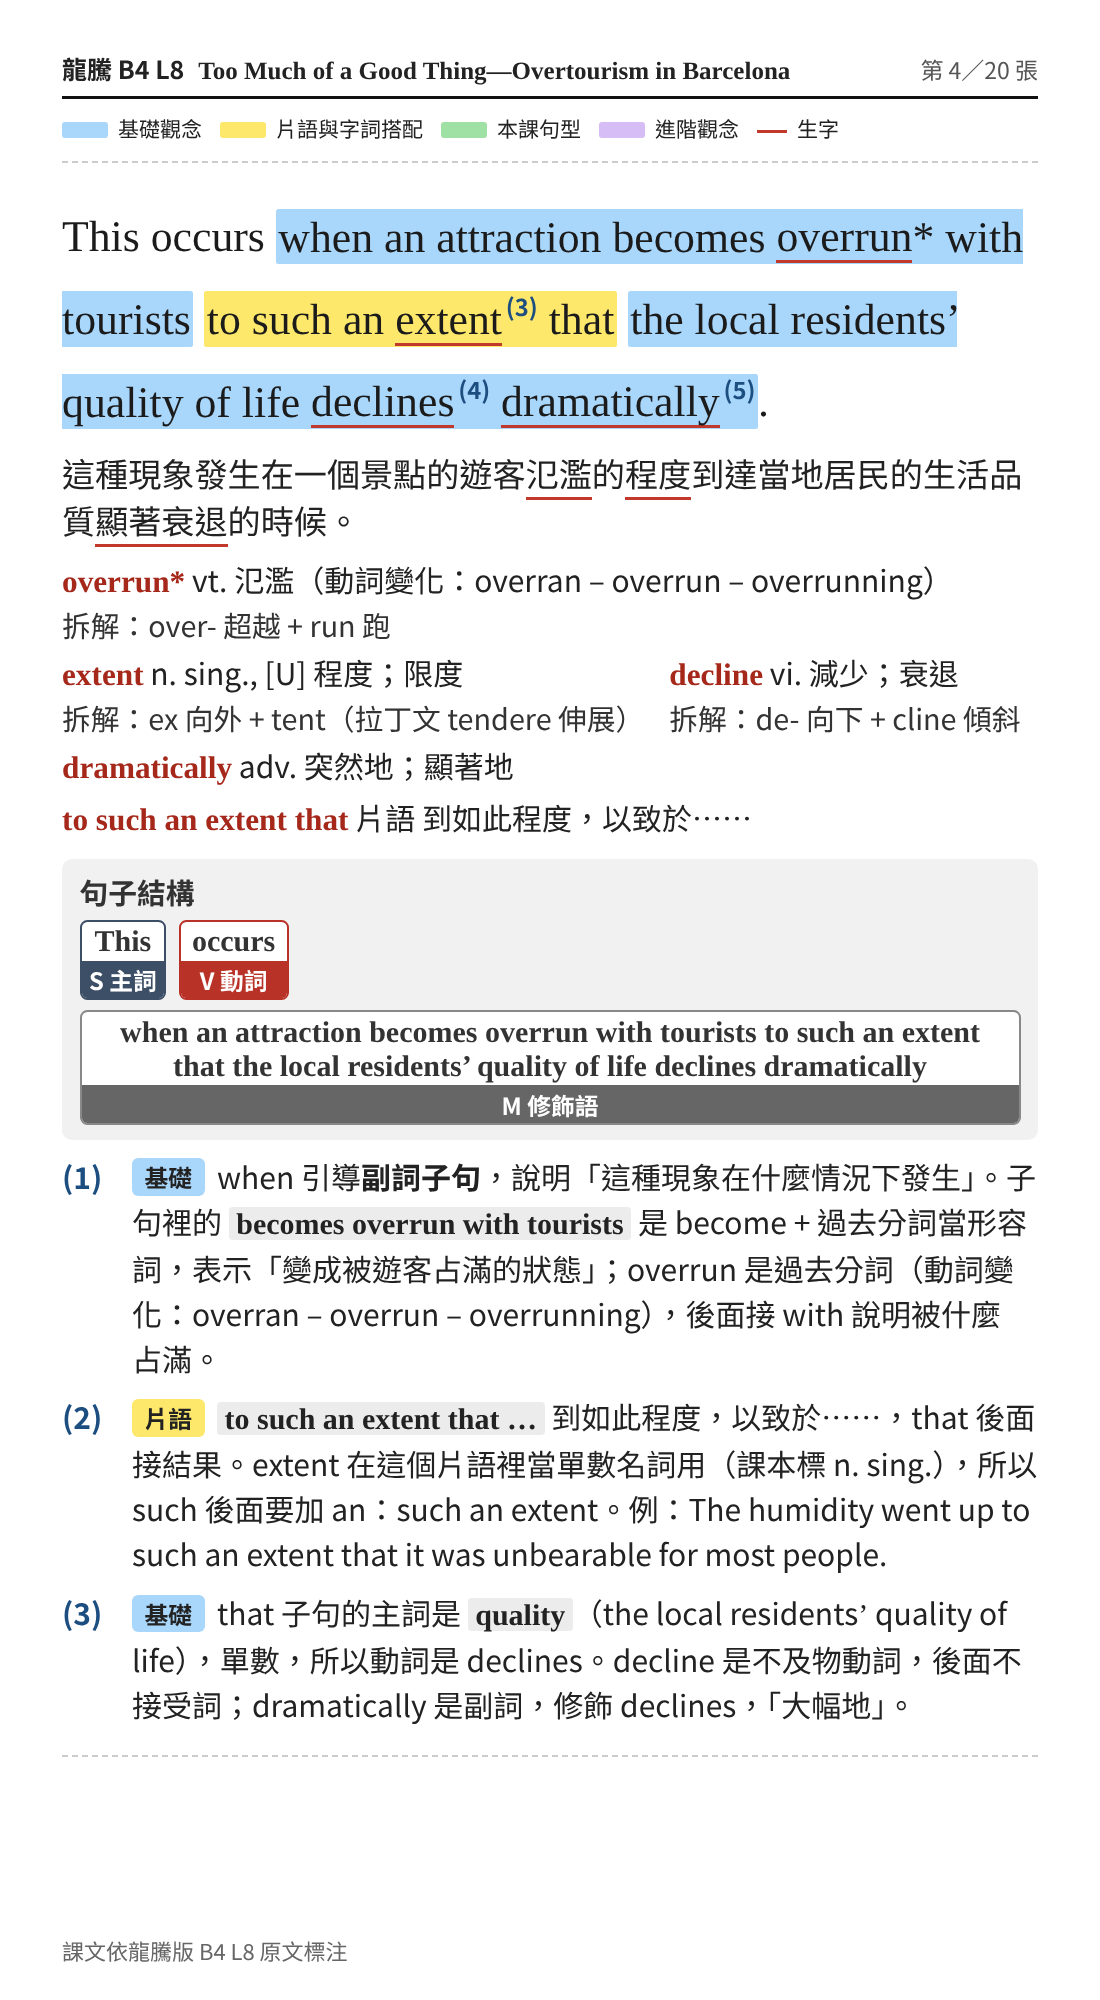 龍騰 B4 L8 Too Much of a Good Thing—Overtourism in Barcelona 第 4／20 張
基礎觀念 片語與字詞搭配 本課句型 進階觀念 生字
This occurs when an attraction becomes overrun* with
tourists to such an extent(3) that the local residents’
quality of life declines(4) dramatically(5).
這種現象發生在一個景點的遊客氾濫的程度到達當地居民的生活品
質顯著衰退的時候。
overrun* vt. 氾濫（動詞變化：overran – overrun – overrunning）
拆解：over- 超越 + run 跑
extent n. sing., [U] 程度；限度 decline vi. 減少；衰退
拆解：ex 向外 + tent（拉丁文 tendere 伸展） 拆解：de- 向下 + cline 傾斜
dramatically adv. 突然地；顯著地
to such an extent that 片語 到如此程度，以致於……
句子結構
This occurs
S 主詞 V 動詞
when an attraction becomes overrun with tourists to such an extent
that the local residents’ quality of life declines dramatically
M 修飾語
(1) 基礎 when 引導副詞子句，說明「這種現象在什麼情況下發生」。子
句裡的 becomes overrun with tourists 是 become + 過去分詞當形容
詞，表示「變成被遊客占滿的狀態」；overrun 是過去分詞（動詞變
化：overran – overrun – overrunning），後面接 with 說明被什麼
占滿。
(2) 片語 to such an extent that … 到如此程度，以致於……，that 後面
接結果。extent 在這個片語裡當單數名詞用（課本標 n. sing.），所以
such 後面要加 an：such an extent。例：The humidity went up to
such an extent that it was unbearable for most people.
(3) 基礎 that 子句的主詞是 quality（the local residents’ quality of
life），單數，所以動詞是 declines。decline 是不及物動詞，後面不
接受詞；dramatically 是副詞，修飾 declines，「大幅地」。
課文依龍騰版 B4 L8 原文標注